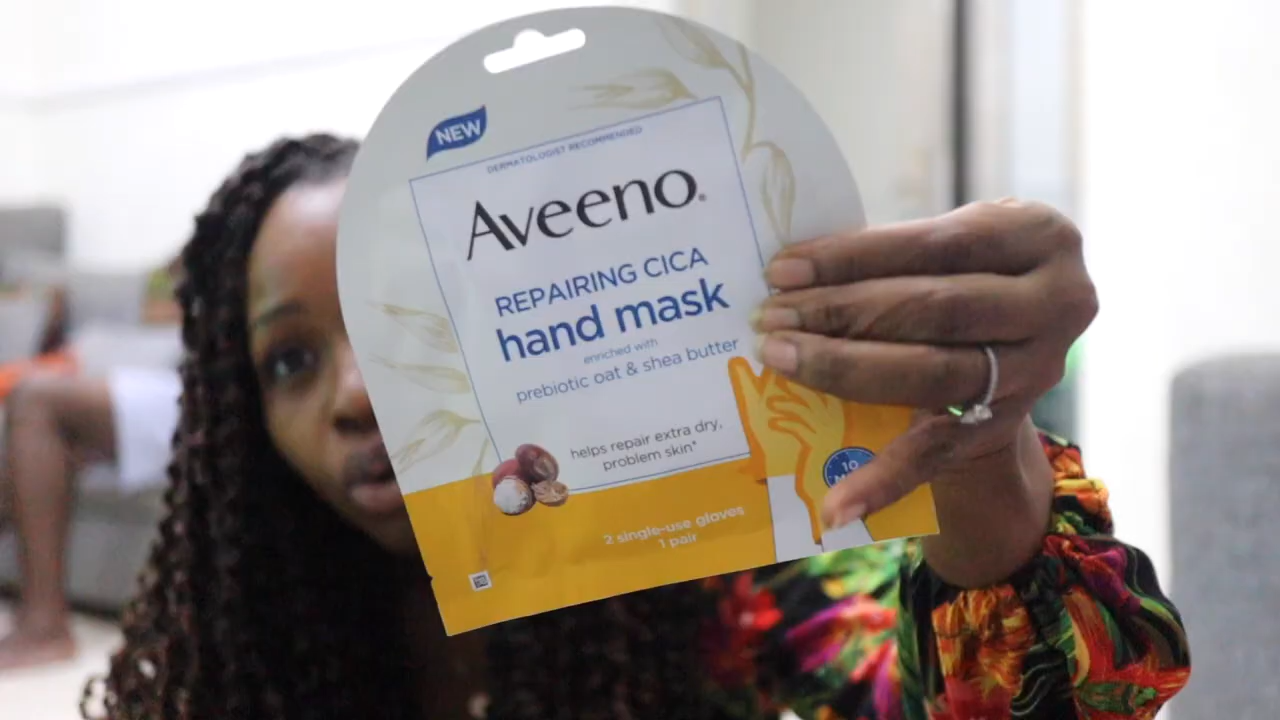 NEW
DERMATOLOGIST RECOMMENDED
Aveeno®
REPAIRING CICA
hand mask
enriched with
prebiotic oat & shea butter
helps repair extra dry,
problem skin*
10
2 single-use gloves
1 pair